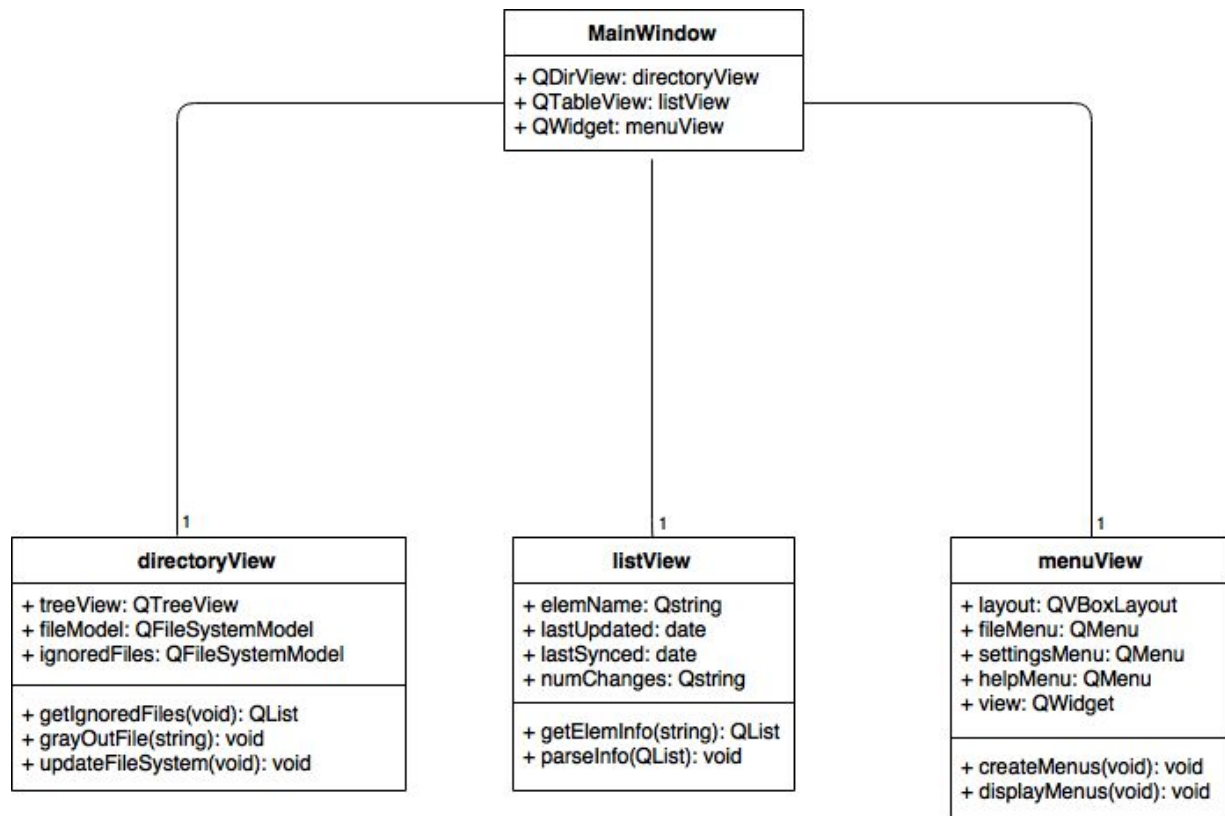 MainWindow
+ QDirView: directoryView
+ QTableView: listView
+ QWidget: menuView
1
1
1
directoryView
+ treeView: QTreeView
+ fileModel: QFileSystemModel
+ ignoredFiles: QFileSystemModel
+ getIgnoredFiles(void): QList
+ grayOutFile(string): void
+ updateFileSystem(void): void
listView
+ elemName: Qstring
+ lastUpdated: date
+ lastSynced: date
+ numChanges: Qstring
+ getElemInfo(string): QList
+ parseInfo(QList): void
menuView
+ layout: QVBoxLayout
+ fileMenu: QMenu
+ settingsMenu: QMenu
+ helpMenu: QMenu
+ view: QWidget
+ createMenus(void): void
+ displayMenus(void): void